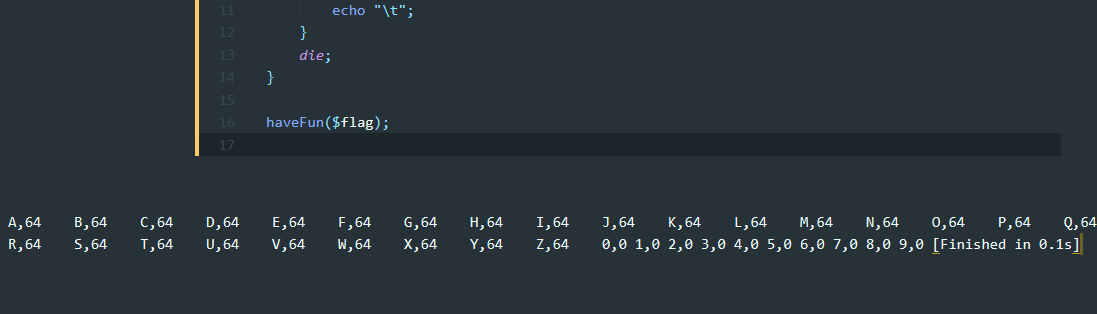 11 echo "\t";
12 }
13 die;
14 }
15
16 haveFun($flag);
17
A,64 B,64 C,64 D,64 E,64 F,64 G,64 H,64 I,64 J,64 K,64 L,64 M,64 N,64 O,64 P,64 Q,64
R,64 S,64 T,64 U,64 V,64 W,64 X,64 Y,64 Z,64 0,0 1,0 2,0 3,0 4,0 5,0 6,0 7,0 8,0 9,0 [Finished in 0.1s]